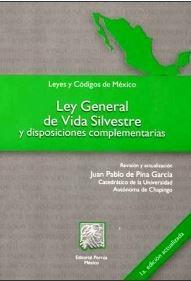 Leyes y Códigos de México
Ley General
de Vida Silvestre
y disposiciones complementarias
Revisión y actualización
Juan Pablo de Pina García
Catedrático de la Universidad
Autónoma de Chapingo
Editorial Porrúa
México
1a. edición actualizada